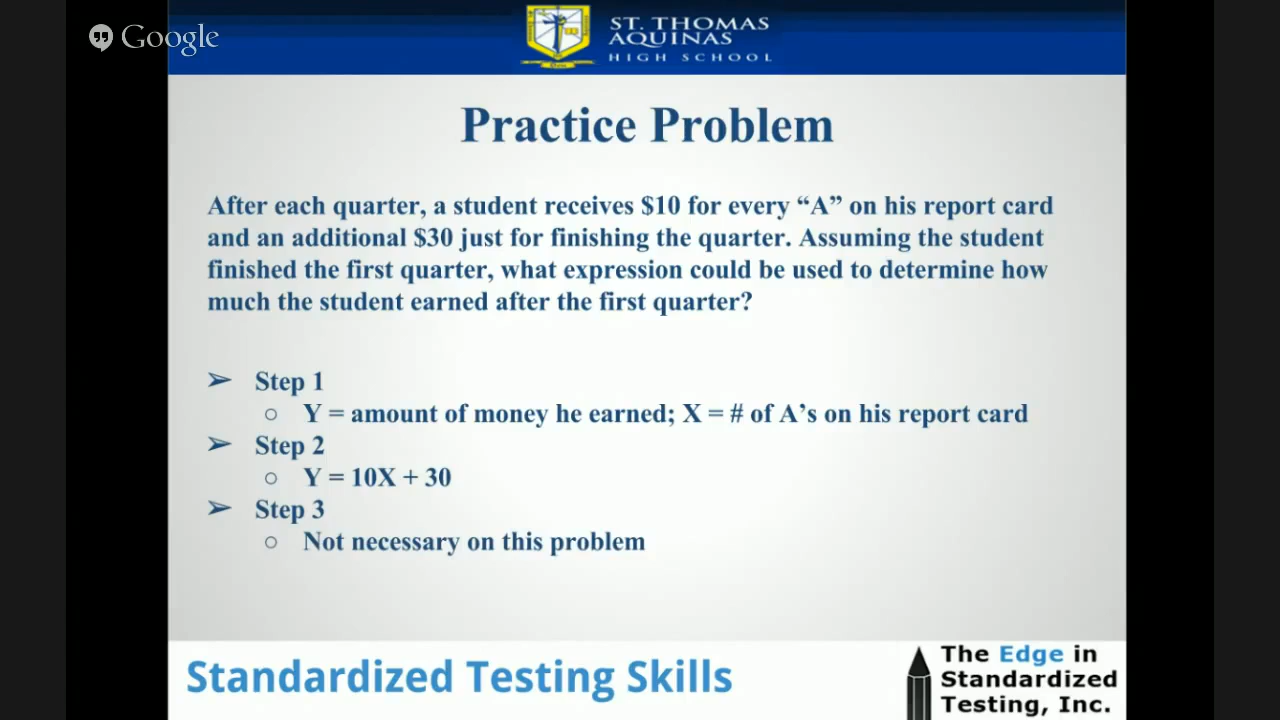 Google
ST. THOMAS
AQUINAS
HIGH SCHOOL
Practice Problem
After each quarter, a student receives $10 for every “A” on his report card
and an additional $30 just for finishing the quarter. Assuming the student
finished the first quarter, what expression could be used to determine how
much the student earned after the first quarter?
➢ Step 1
○ Y = amount of money he earned; X = # of A’s on his report card
➢ Step 2
○ Y = 10X + 30
➢ Step 3
○ Not necessary on this problem
Standardized Testing Skills
The Edge in
Standardized
Testing, Inc.